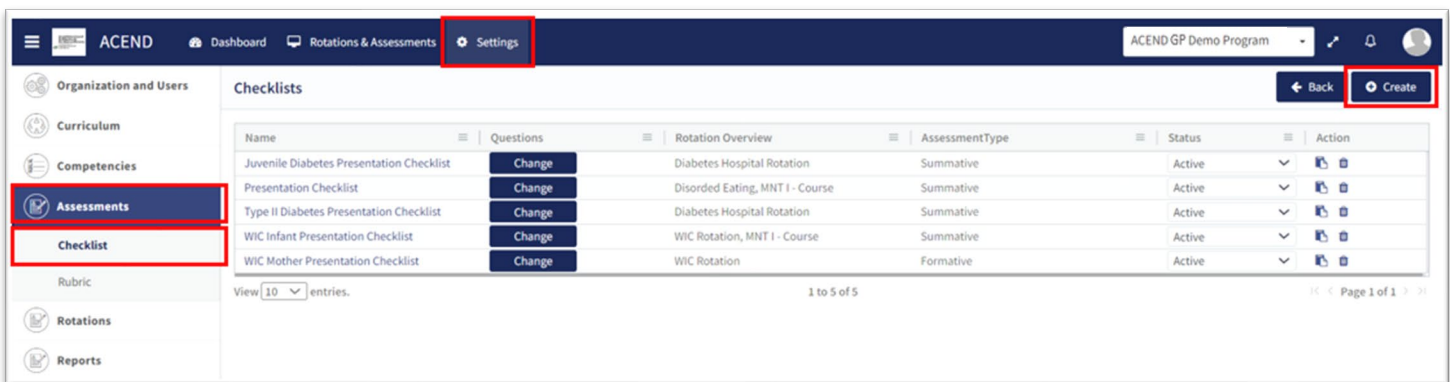 ACEND Dashboard Rotations & Assessments Settings ACEND GP Demo Program
Organization and Users
Curriculum
Competencies
Assessments
Checklist
Rubric
Rotations
Reports
Checklists Back Create
Name Questions Rotation Overview AssessmentType Status Action
Juvenile Diabetes Presentation Checklist Change Diabetes Hospital Rotation Summative Active
Presentation Checklist Change Disorded Eating, MNT I - Course Summative Active
Type II Diabetes Presentation Checklist Change Diabetes Hospital Rotation Summative Active
WIC Infant Presentation Checklist Change WIC Rotation, MNT I - Course Summative Active
WIC Mother Presentation Checklist Change WIC Rotation Formative Active
View 10 entries. 1 to 5 of 5 Page 1 of 1